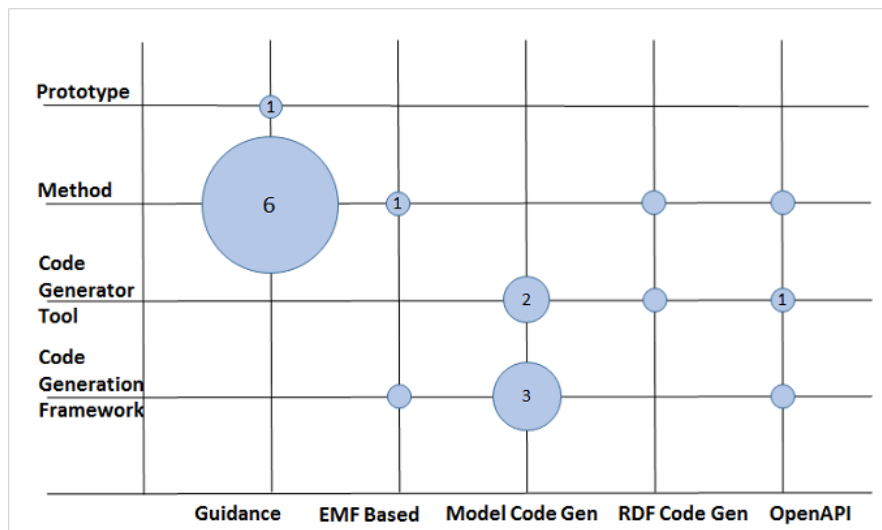 Prototype
1
Method
6
1
Code
Generator
Tool
2
1
Code
Generation
Framework
3
Guidance EMF Based Model Code Gen RDF Code Gen OpenAPI